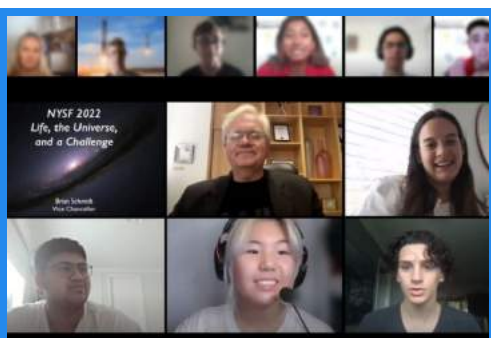 NYSF 2022
Life, the Universe,
and a Challenge
Brian Schmidt
Vice Chancellor